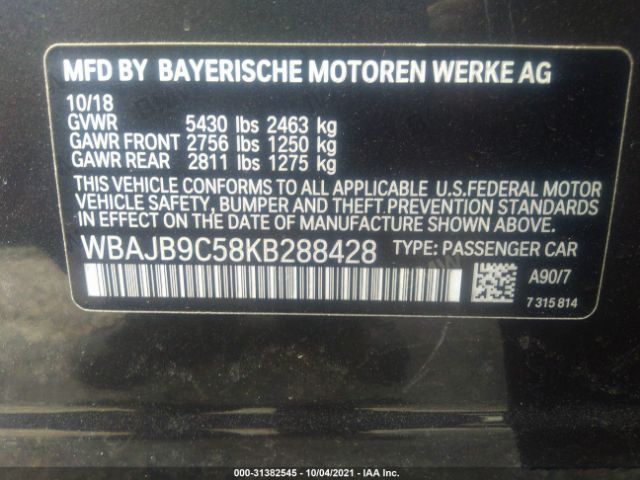 MFD BY BAYERISCHE MOTOREN WERKE AG
10/18
GVWR 5430 lbs 2463 kg
GAWR FRONT 2756 lbs 1250 kg
GAWR REAR 2811 lbs 1275 kg
THIS VEHICLE CONFORMS TO ALL APPLICABLE U.S.FEDERAL MOTOR
VEHICLE SAFETY, BUMPER AND THEFT PREVENTION STANDARDS
IN EFFECT ON THE DATE OF MANUFACTURE SHOWN ABOVE.
WBAJB9C58KB288428 TYPE: PASSENGER CAR
A90/7
7 315 814
000-31382545 - 10/04/2021 - IAA Inc.